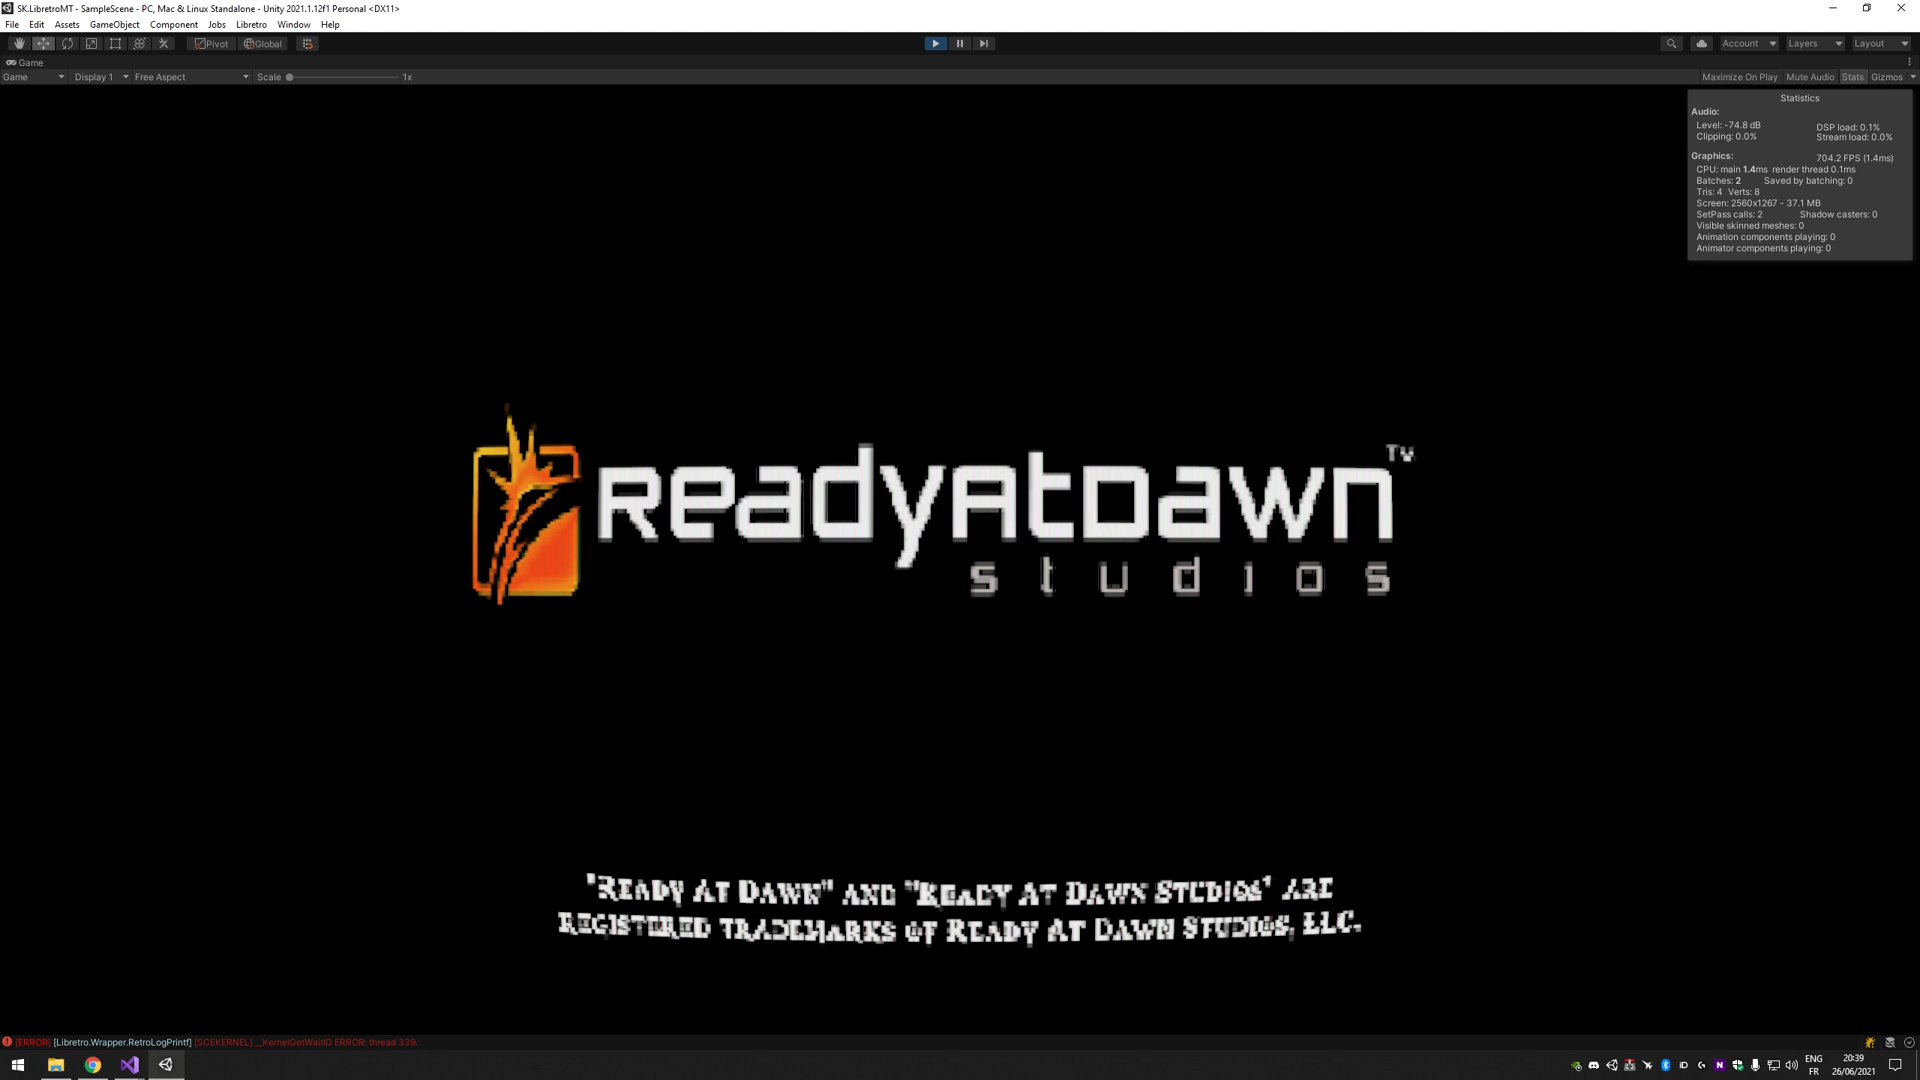 SK.LibretroMT - SampleScene - PC, Mac & Linux Standalone - Unity 2021.1.12f1 Personal <DX11>
File Edit Assets GameObject Component Jobs Libretro Window Help
Pivot Global Account Layers Layout
Game
Game Display 1 Free Aspect Scale 1x Maximize On Play Mute Audio Stats Gizmos
Statistics
Audio:
Level: -74.8 dB DSP load: 0.1%
Clipping: 0.0% Stream load: 0.0%
Graphics: 704.2 FPS (1.4ms)
CPU: main 1.4ms render thread 0.1ms
Batches: 2 Saved by batching: 0
Tris: 4 Verts: 8
Screen: 2560x1267 - 37.1 MB
SetPass calls: 2 Shadow casters: 0
Visible skinned meshes: 0
Animation components playing: 0
Animator components playing: 0
ReadyAtDawn TM
studios
"Ready At Dawn" and "Ready At Dawn Studios" are
registered trademarks of Ready At Dawn Studios, LLC.
[ERROR] [Libretro.Wrapper.RetroLogPrintf] [SCEKERNEL] __KernelGetWaitID ERROR: thread 339.
ENG 20:39
FR 26/06/2021